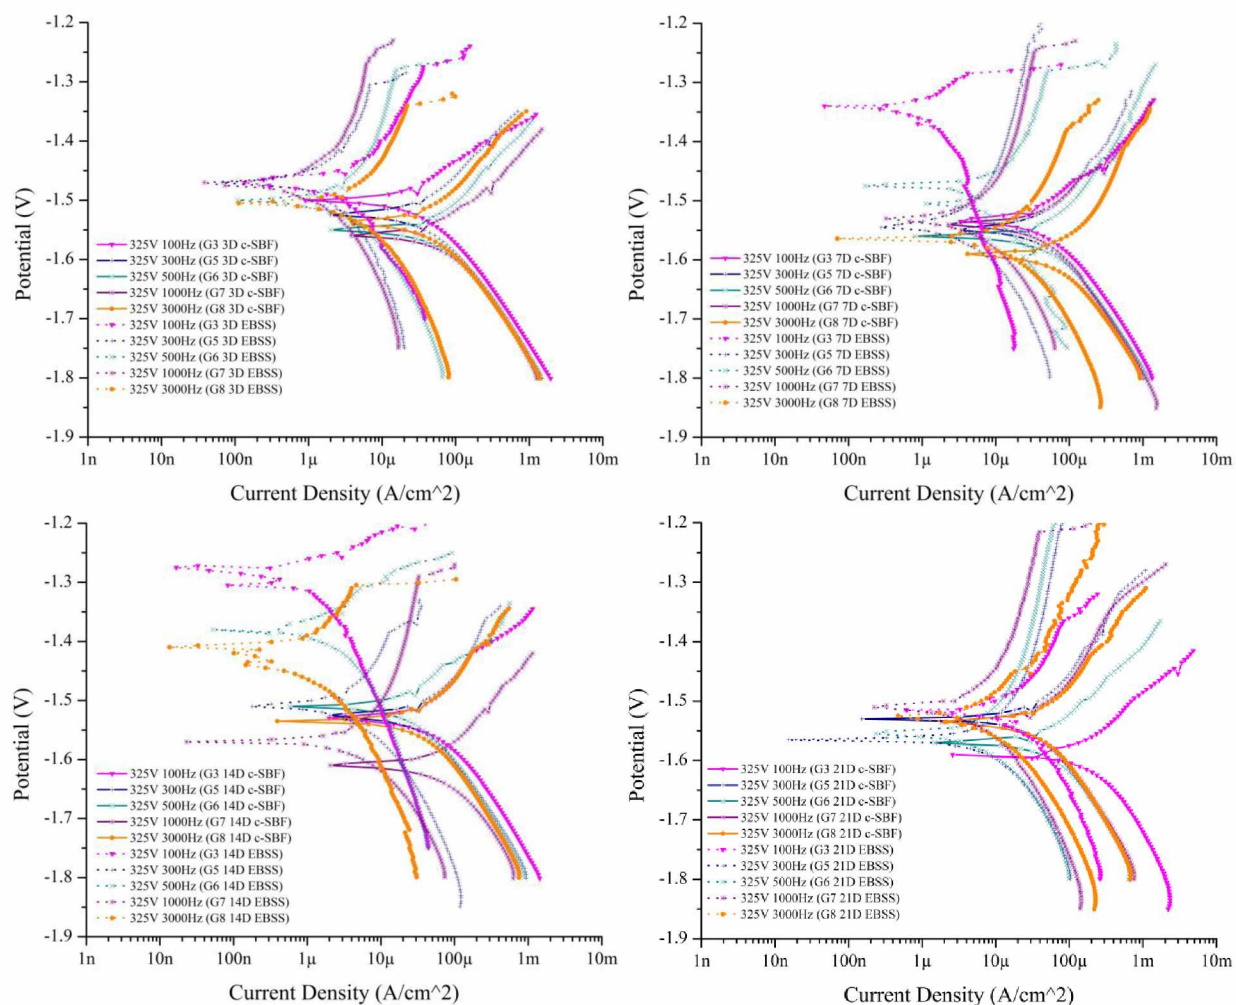 -1.2
-1.3
-1.4
-1.5
-1.6
-1.7
-1.8
-1.9
Potential (V)
325V 100Hz (G3 3D c-SBF)
325V 300Hz (G5 3D c-SBF)
325V 500Hz (G6 3D c-SBF)
325V 1000Hz (G7 3D c-SBF)
325V 3000Hz (G8 3D c-SBF)
325V 100Hz (G3 3D EBSS)
325V 300Hz (G5 3D EBSS)
325V 500Hz (G6 3D EBSS)
325V 1000Hz (G7 3D EBSS)
325V 3000Hz (G8 3D EBSS)
1n 10n 100n 1µ 10µ 100µ 1m 10m
Current Density (A/cm^2)
-1.2
-1.3
-1.4
-1.5
-1.6
-1.7
-1.8
-1.9
Potential (V)
325V 100Hz (G3 7D c-SBF)
325V 300Hz (G5 7D c-SBF)
325V 500Hz (G6 7D c-SBF)
325V 1000Hz (G7 7D c-SBF)
325V 3000Hz (G8 7D c-SBF)
325V 100Hz (G3 7D EBSS)
325V 300Hz (G5 7D EBSS)
325V 500Hz (G6 7D EBSS)
325V 1000Hz (G7 7D EBSS)
325V 3000Hz (G8 7D EBSS)
1n 10n 100n 1µ 10µ 100µ 1m 10m
Current Density (A/cm^2)
-1.2
-1.3
-1.4
-1.5
-1.6
-1.7
-1.8
-1.9
Potential (V)
325V 100Hz (G3 14D c-SBF)
325V 300Hz (G5 14D c-SBF)
325V 500Hz (G6 14D c-SBF)
325V 1000Hz (G7 14D c-SBF)
325V 3000Hz (G8 14D c-SBF)
325V 100Hz (G3 14D EBSS)
325V 300Hz (G5 14D EBSS)
325V 500Hz (G6 14D EBSS)
325V 1000Hz (G7 14D EBSS)
325V 3000Hz (G8 14D EBSS)
1n 10n 100n 1µ 10µ 100µ 1m 10m
Current Density (A/cm^2)
-1.2
-1.3
-1.4
-1.5
-1.6
-1.7
-1.8
-1.9
Potential (V)
325V 100Hz (G3 21D c-SBF)
325V 300Hz (G5 21D c-SBF)
325V 500Hz (G6 21D c-SBF)
325V 1000Hz (G7 21D c-SBF)
325V 3000Hz (G8 21D c-SBF)
325V 100Hz (G3 21D EBSS)
325V 300Hz (G5 21D EBSS)
325V 500Hz (G6 21D EBSS)
325V 1000Hz (G7 21D EBSS)
325V 3000Hz (G8 21D EBSS)
1n 10n 100n 1µ 10µ 100µ 1m 10m
Current Density (A/cm^2)